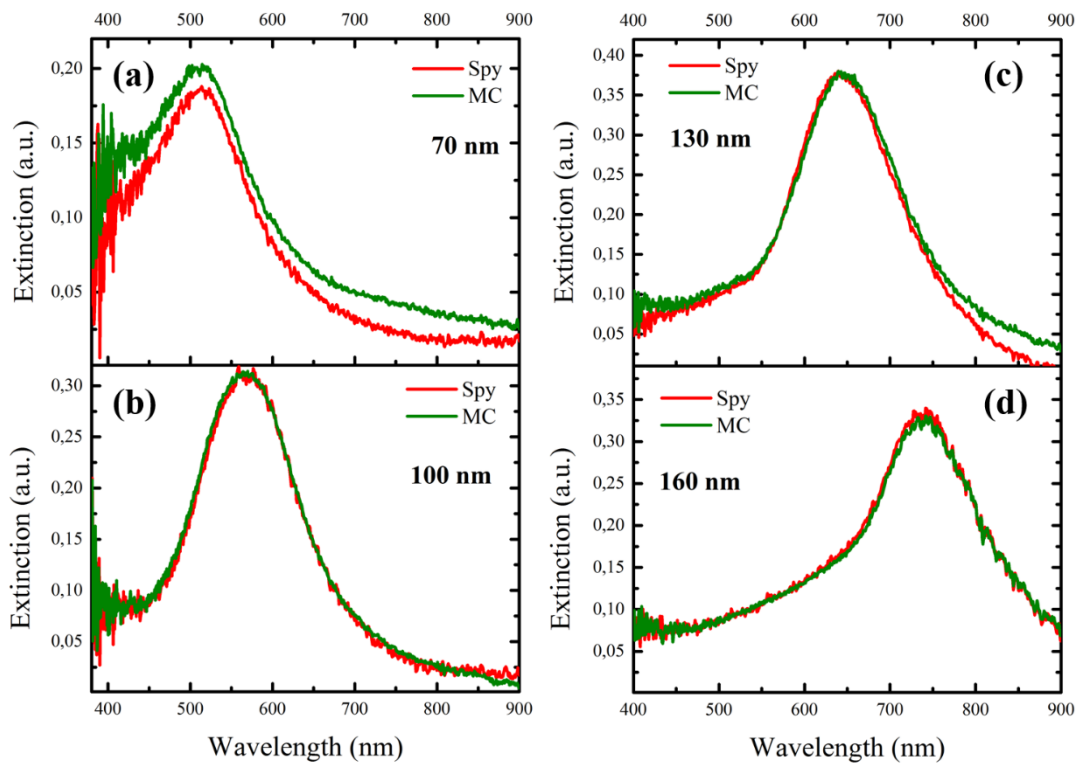 400 500 600 700 800 900
(a)
Spy
MC
70 nm
0,20
0,15
0,10
0,05
Extinction (a.u.)
(b)
Spy
MC
100 nm
0,30
0,25
0,20
0,15
0,10
0,05
Extinction (a.u.)
400 500 600 700 800 900
Wavelength (nm)
400 500 600 700 800 900
(c)
Spy
MC
130 nm
0,40
0,35
0,30
0,25
0,20
0,15
0,10
0,05
Extinction (a.u.)
(d)
Spy
MC
160 nm
0,35
0,30
0,25
0,20
0,15
0,10
0,05
Extinction (a.u.)
400 500 600 700 800 900
Wavelength (nm)